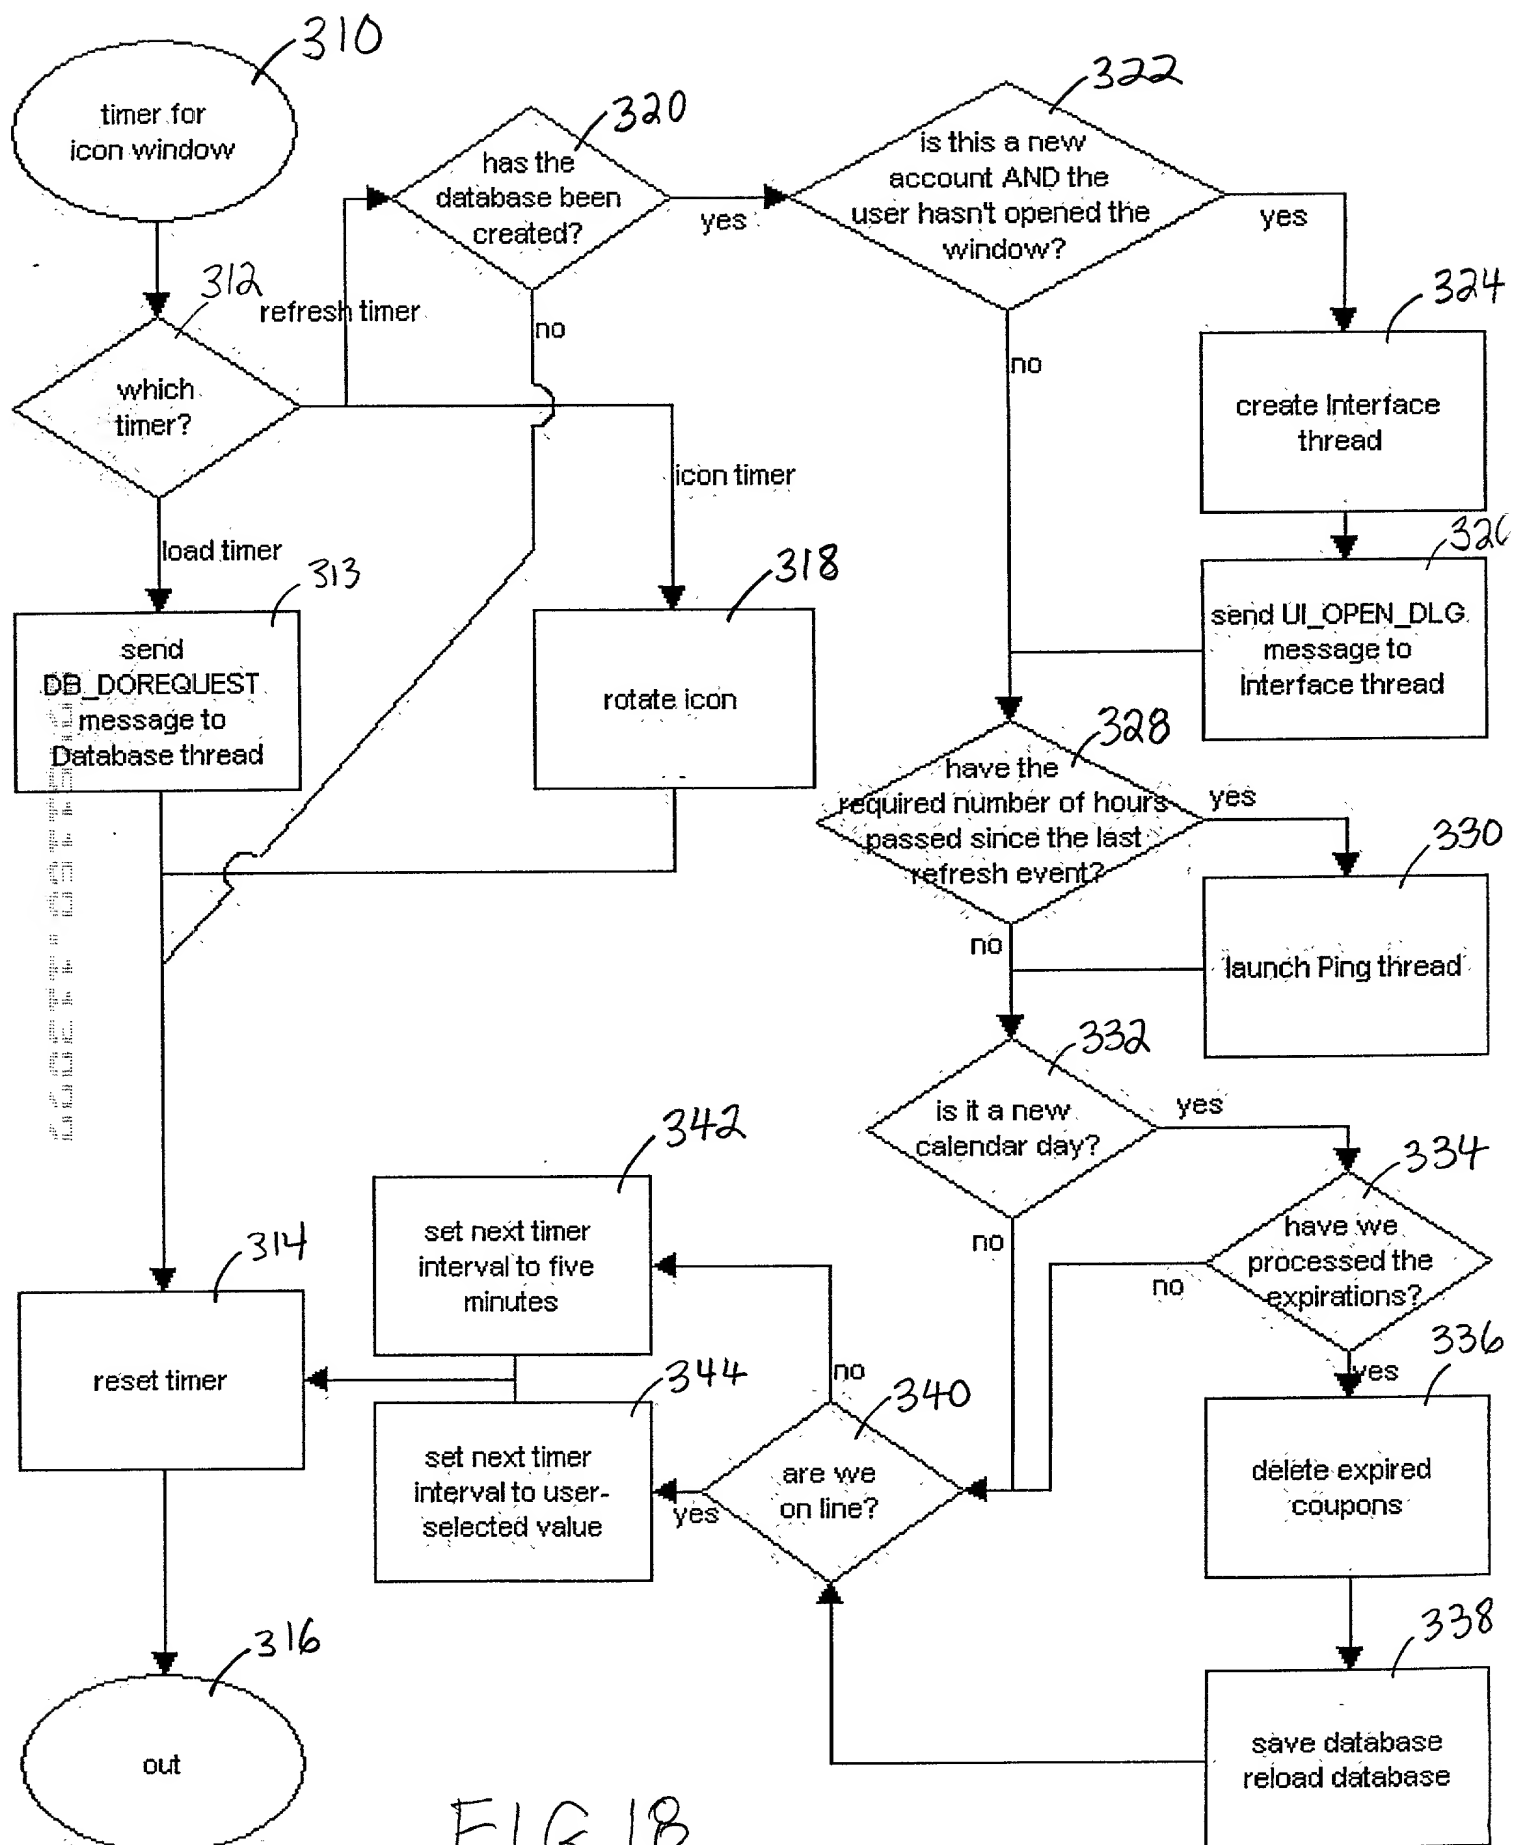 310
timer for
icon window
312
refresh timer
which
timer?
load timer
313
send
DB_DOREQUEST
message to
Database thread
320
has the
database been
created?
yes
no
icon timer
318
rotate icon
322
is this a new
account AND the
user hasn't opened the
window?
yes
no
324
create Interface
thread
send UI_OPEN_DLG
message to
Interface thread
328
have the
required number of hours
passed since the last
refresh event?
yes
no
330
launch Ping thread
332
is it a new
calendar day?
yes
no
334
have we
processed the
expirations?
no
yes
336
delete expired
coupons
338
save database
reload database
340
are we
on line?
no
yes
342
set next timer
interval to five
minutes
344
set next timer
interval to user-
selected value
314
reset timer
316
out
FIG 18